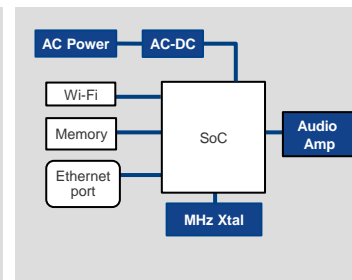 AC Power
AC-DC
Wi-Fi
Memory
SoC
Audio
Amp
Ethernet
port
MHz Xtal